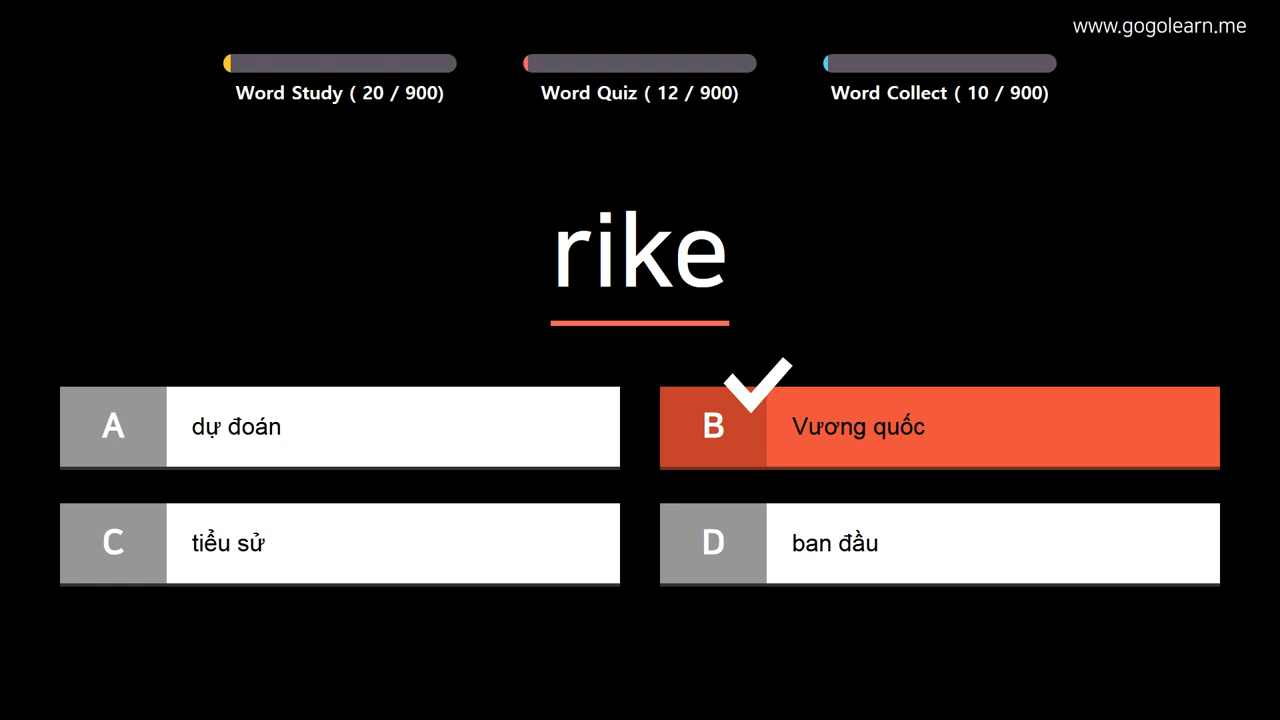 www.gogolearn.me
Word Study ( 20 / 900)
Word Quiz ( 12 / 900)
Word Collect ( 10 / 900)
rike
A
dự đoán
B
Vương quốc
C
tiểu sử
D
ban đầu